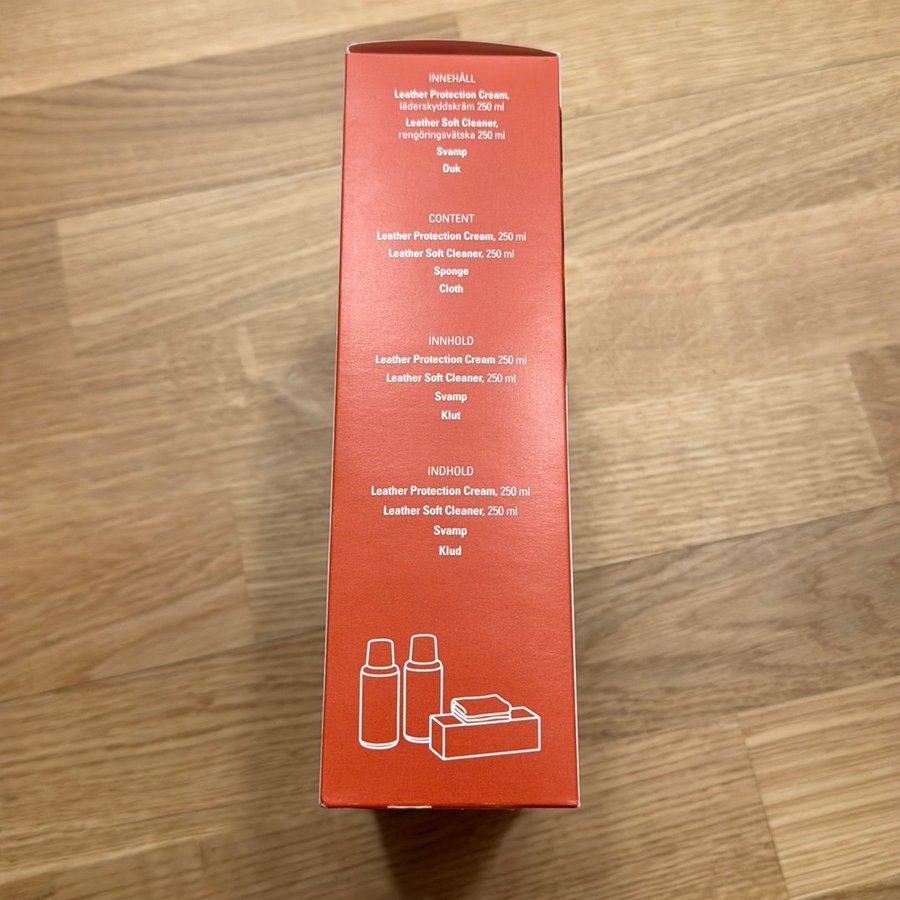 INNEHÅLL
Leather Protection Cream,
läderskyddskräm 250 ml
Leather Soft Cleaner,
rengöringsvätska 250 ml
Svamp
Duk
CONTENT
Leather Protection Cream, 250 ml
Leather Soft Cleaner, 250 ml
Sponge
Cloth
INNHOLD
Leather Protection Cream 250 ml
Leather Soft Cleaner, 250 ml
Svamp
Klut
INDHOLD
Leather Protection Cream, 250 ml
Leather Soft Cleaner, 250 ml
Svamp
Klud